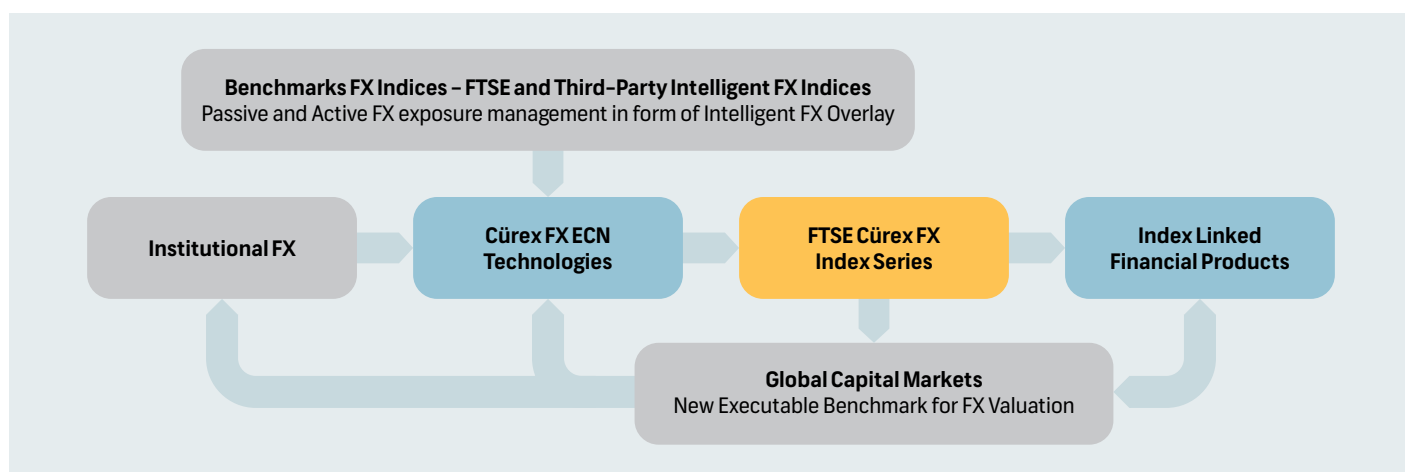 Benchmarks FX Indices – FTSE and Third-Party Intelligent FX Indices
Passive and Active FX exposure management in form of Intelligent FX Overlay
Institutional FX
Cürex FX ECN
Technologies
FTSE Cürex FX
Index Series
Index Linked
Financial Products
Global Capital Markets
New Executable Benchmark for FX Valuation